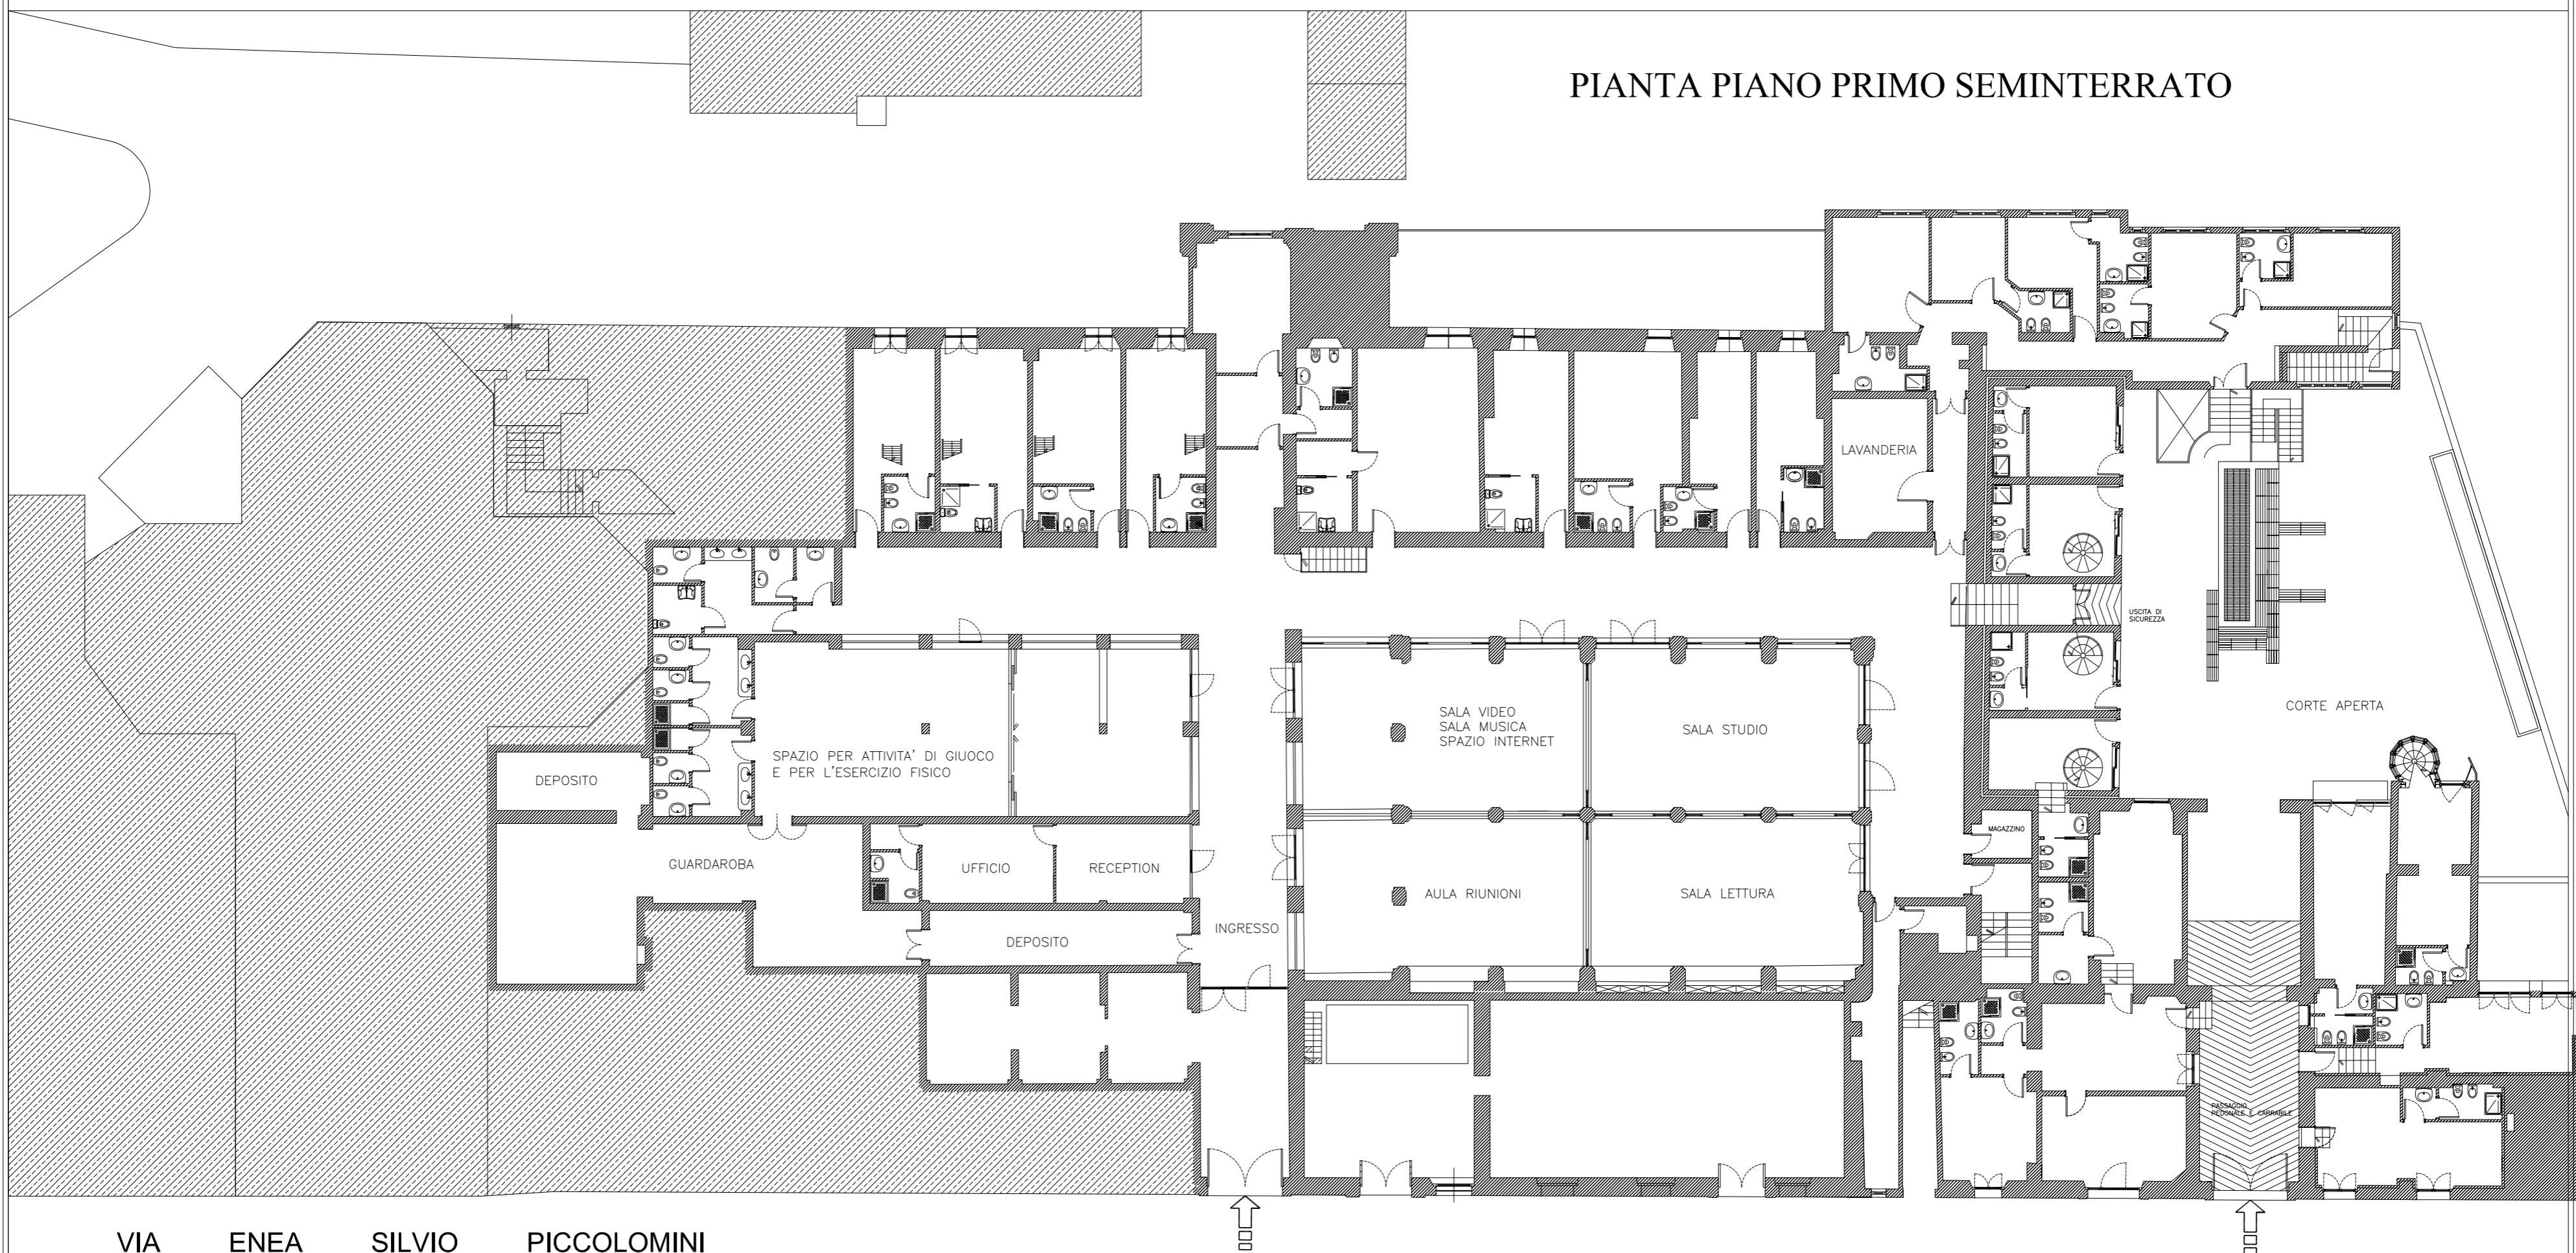 PIANTA PIANO PRIMO SEMINTERRATO
LAVANDERIA
USCITA DI
SICUREZZA
CORTE APERTA
SALA VIDEO
SALA MUSICA
SPAZIO INTERNET
SALA STUDIO
SPAZIO PER ATTIVITA' DI GIUOCO
E PER L'ESERCIZIO FISICO
DEPOSITO
MAGAZZINO
GUARDAROBA
UFFICIO
RECEPTION
AULA RIUNIONI
SALA LETTURA
INGRESSO
DEPOSITO
PASSAGGIO
PEDONALE E CARRABILE
VIA ENEA SILVIO PICCOLOMINI